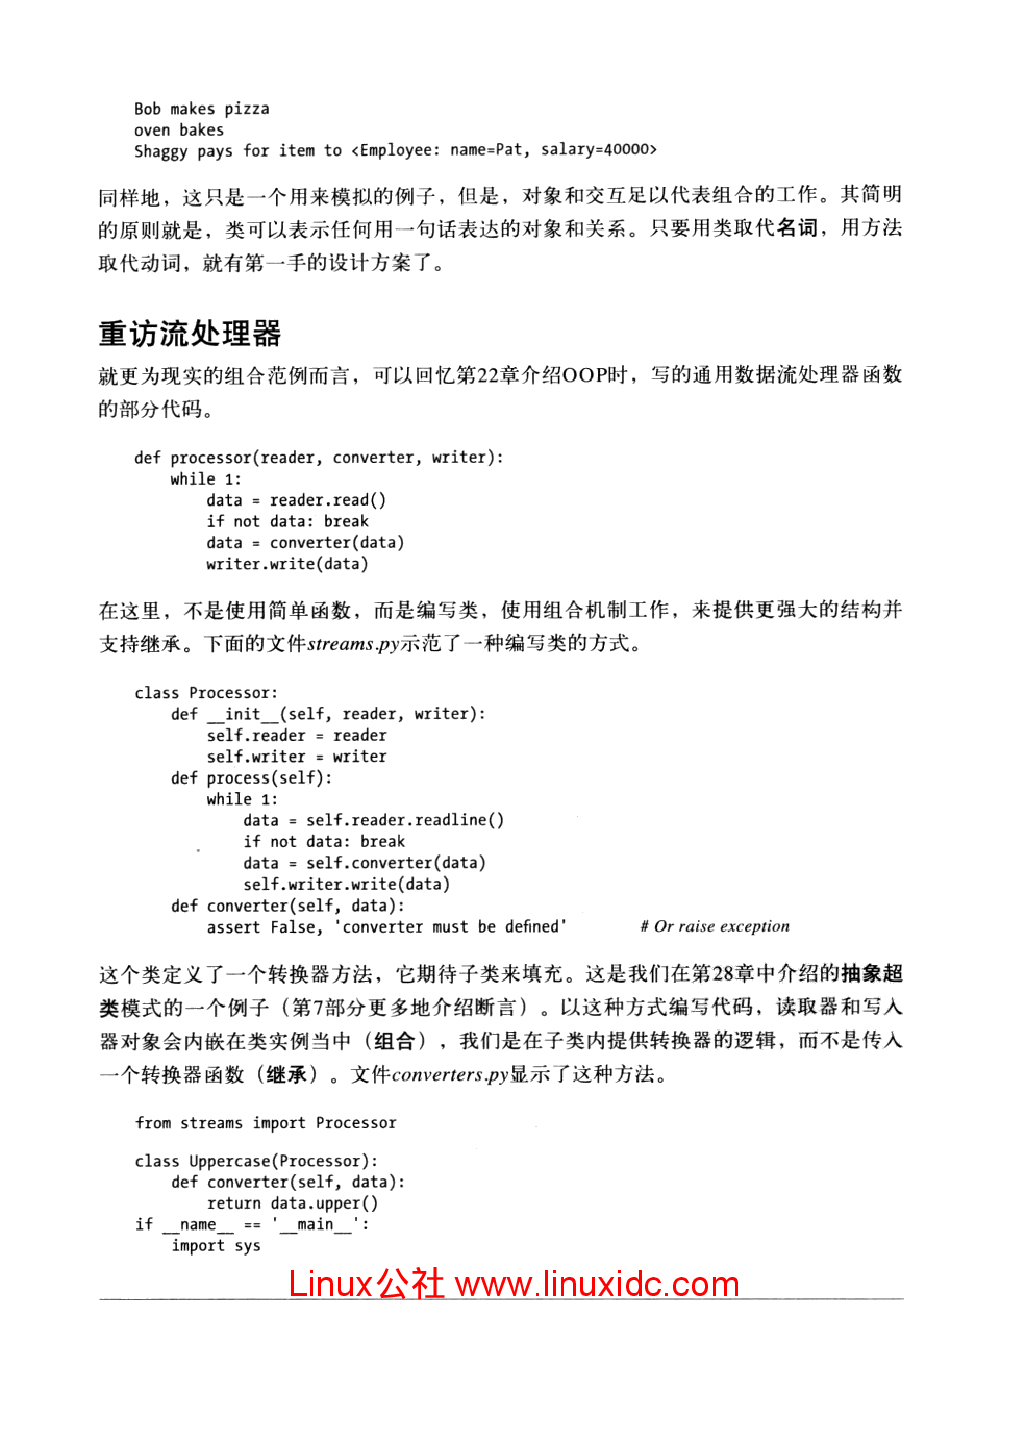 Bob makes pizza
oven bakes
Shaggy pays for item to <Employee: name=Pat, salary=40000>
同样地，这只是一个用来模拟的例子，但是，对象和交互足以代表组合的工作。其简明
的原则就是，类可以表示任何用一句话表达的对象和关系。只要用类取代名词，用方法
取代动词，就有第一手的设计方案了。
重访流处理器
就更为现实的组合范例而言，可以回忆第22章介绍OOP时，写的通用数据流处理器函数
的部分代码。
def processor(reader, converter, writer):
    while 1:
        data = reader.read()
        if not data: break
        data = converter(data)
        writer.write(data)
在这里，不是使用简单函数，而是编写类，使用组合机制工作，来提供更强大的结构并
支持继承。下面的文件streams.py示范了一种编写类的方式。
class Processor:
    def __init__(self, reader, writer):
        self.reader = reader
        self.writer = writer
    def process(self):
        while 1:
            data = self.reader.readline()
            if not data: break
            data = self.converter(data)
            self.writer.write(data)
    def converter(self, data):
        assert False, 'converter must be defined'        # Or raise exception
这个类定义了一个转换器方法，它期待子类来填充。这是我们在第28章中介绍的抽象超
类模式的一个例子（第7部分更多地介绍断言）。以这种方式编写代码，读取器和写入
器对象会内嵌在类实例当中（组合），我们是在子类内提供转换器的逻辑，而不是传入
一个转换器函数（继承）。文件converters.py显示了这种方法。
from streams import Processor
class Uppercase(Processor):
    def converter(self, data):
        return data.upper()
if __name__ == '__main__':
    import sys
Linux公社 www.linuxidc.com